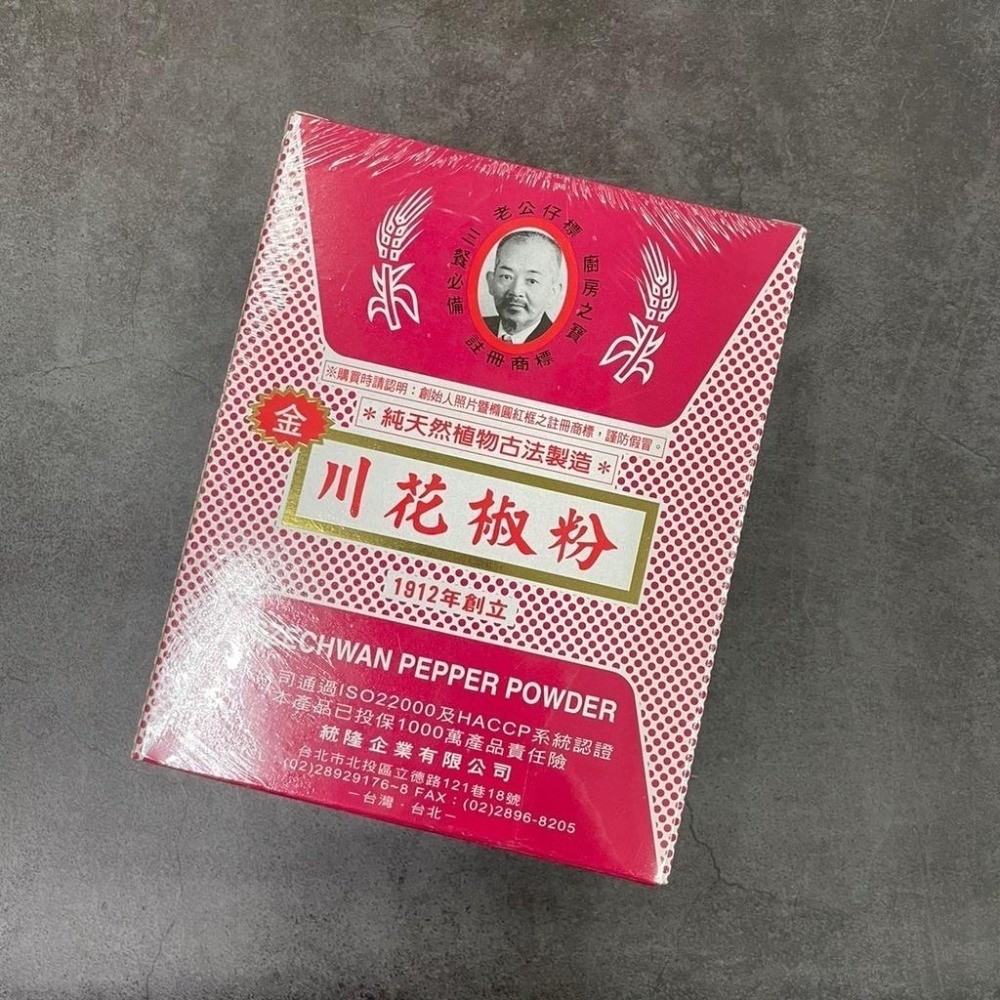 老公仔標
三餐必備
廚房之寶
註冊商標
※購買時請認明：創始人照片暨橢圓紅框之註冊商標，謹防假冒。
＊純天然植物古法製造＊
金
川花椒粉
1912年創立
ZECHWAN PEPPER POWDER
司通過ISO22000及HACCP系統認證
本產品已投保1000萬產品責任險
統隆企業有限公司
台北市北投區立德路121巷18號
(02)28929176~8 FAX：(02)2896-8205
－台灣．台北－